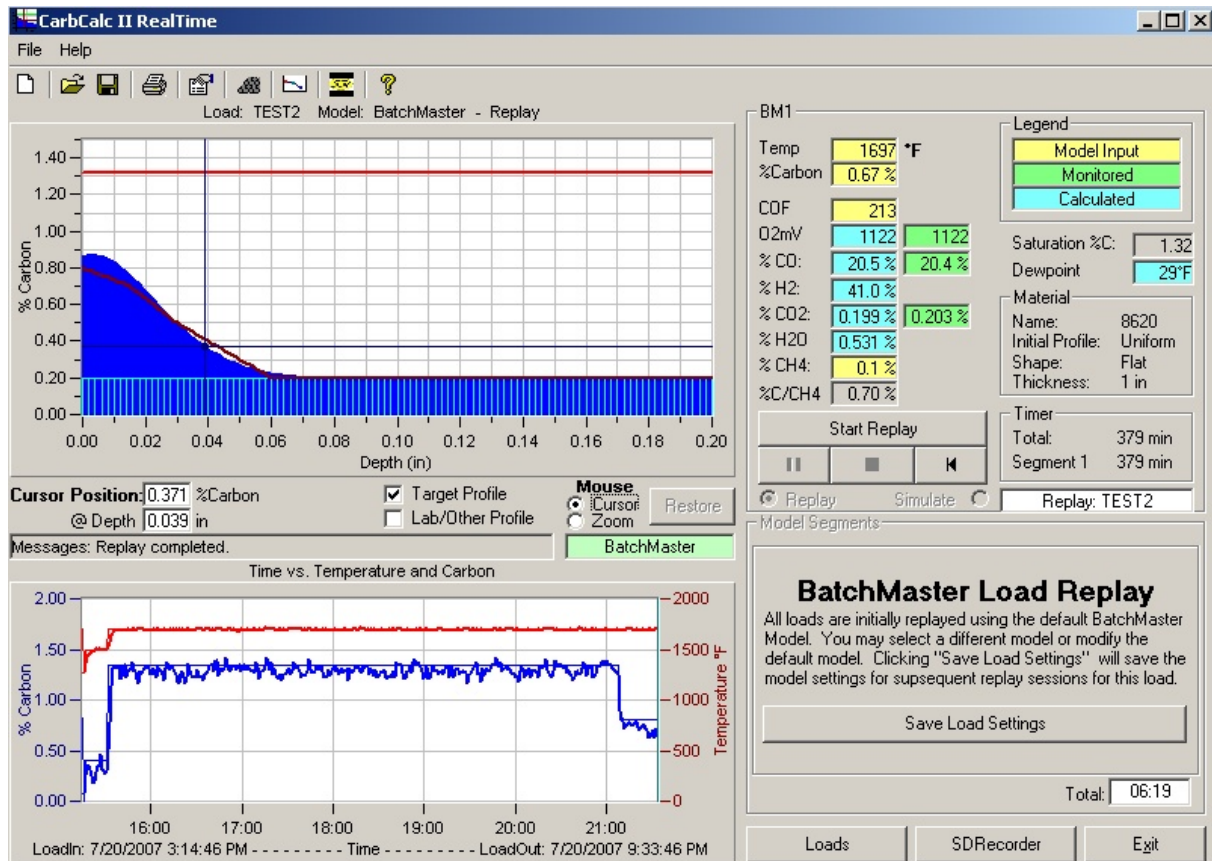 CarbCalc II RealTime
File Help
Load: TEST2 Model: BatchMaster - Replay
1.40
1.20
1.00
0.80
0.60
0.40
0.20
0.00
% Carbon
0.00 0.02 0.04 0.06 0.08 0.10 0.12 0.14 0.16 0.18 0.20
Depth (in)
Cursor Position: 0.371 %Carbon
@ Depth 0.039 in
Target Profile
Lab/Other Profile
Mouse
Cursor
Zoom
Restore
Messages: Replay completed.
BatchMaster
Time vs. Temperature and Carbon
2.00
1.50
1.00
0.50
0.00
% Carbon
2000
1500
1000
500
0
Temperature °F
16:00 17:00 18:00 19:00 20:00 21:00
LoadIn: 7/20/2007 3:14:46 PM - - - - - - - - - Time - - - - - - - - - LoadOut: 7/20/2007 9:33:46 PM
BM1
Temp 1697 °F
%Carbon 0.67 %
COF 213
O2mV 1122 1122
% CO: 20.5 % 20.4 %
% H2: 41.0 %
% CO2: 0.199 % 0.203 %
% H2O 0.531 %
% CH4: 0.1 %
%C/CH4 0.70 %
Start Replay
Replay Simulate
Legend
Model Input
Monitored
Calculated
Saturation %C: 1.32
Dewpoint 29°F
Material
Name: 8620
Initial Profile: Uniform
Shape: Flat
Thickness: 1 in
Timer
Total: 379 min
Segment 1 379 min
Replay: TEST2
Model Segments
BatchMaster Load Replay
All loads are initially replayed using the default BatchMaster
Model. You may select a different model or modify the
default model. Clicking "Save Load Settings" will save the
model settings for supsequent replay sessions for this load.
Save Load Settings
Total: 06:19
Loads SDRecorder Exit